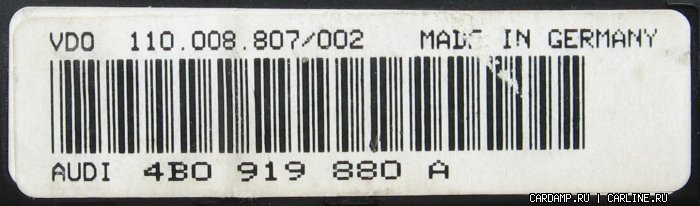 VDO 110.008.807/002 MADE IN GERMANY
AUDI 4B0 919 880 A
CARDAMP.RU | CARLINE.RU